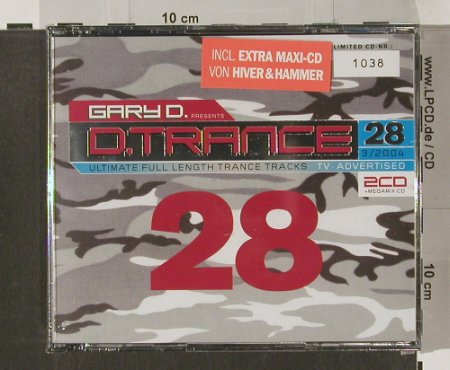 10 cm
INCL. EXTRA MAXI-CD
VON HIVER & HAMMER
LIMITED CD-NR.:
1038
GARY D. PRESENTS
D.TRANCE 28
3/2004
ULTIMATE FULL LENGTH TRANCE TRACKS TV ADVERTISED
2CD
+MEGAMIX CD
28
www.LPCD.de / CD
10 cm